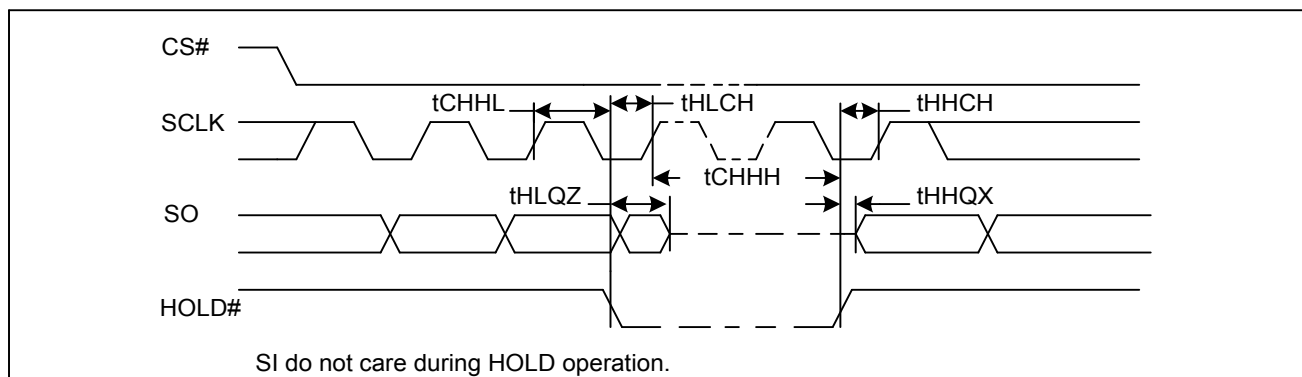 CS#
tCHHL
tHLCH
tHHCH
SCLK
tCHHH
tHLQZ
tHHQX
SO
HOLD#
SI do not care during HOLD operation.